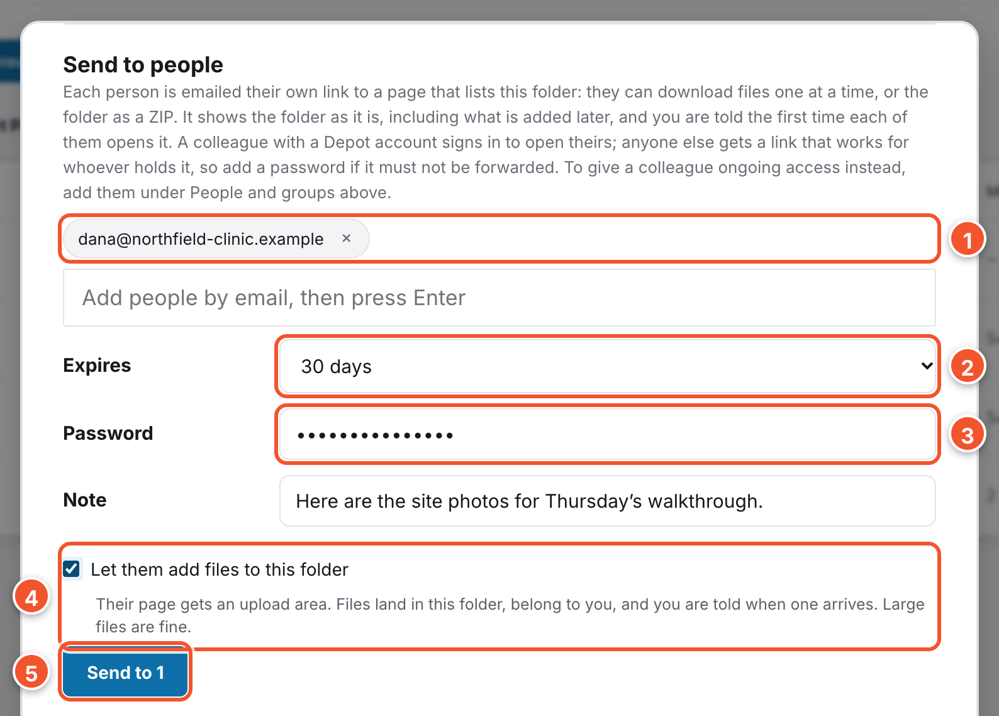 Send to people
Each person is emailed their own link to a page that lists this folder: they can download files one at a time, or the
folder as a ZIP. It shows the folder as it is, including what is added later, and you are told the first time each of
them opens it. A colleague with a Depot account signs in to open theirs; anyone else gets a link that works for
whoever holds it, so add a password if it must not be forwarded. To give a colleague ongoing access instead,
add them under People and groups above.
dana@northfield-clinic.example ×
1
Add people by email, then press Enter
Expires
30 days
2
Password
•••••••••••••••
3
Note
Here are the site photos for Thursday’s walkthrough.
Let them add files to this folder
4
Their page gets an upload area. Files land in this folder, belong to you, and you are told when one arrives. Large
files are fine.
5
Send to 1